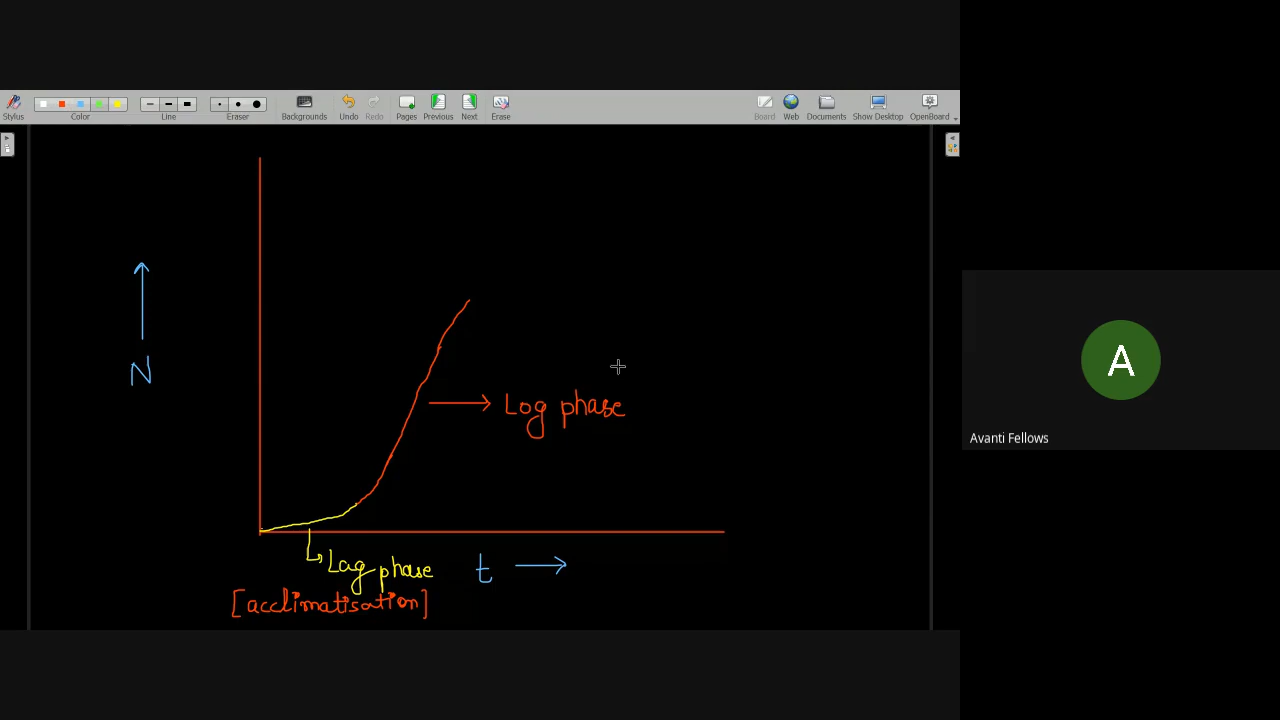 Stylus
Color
Line
Eraser
Backgrounds
Undo
Redo
Pages
Previous
Next
Erase
Board
Web
Documents
Show Desktop
OpenBoard
N
Log phase
Lag phase
t
[acclimatisation]
A
Avanti Fellows